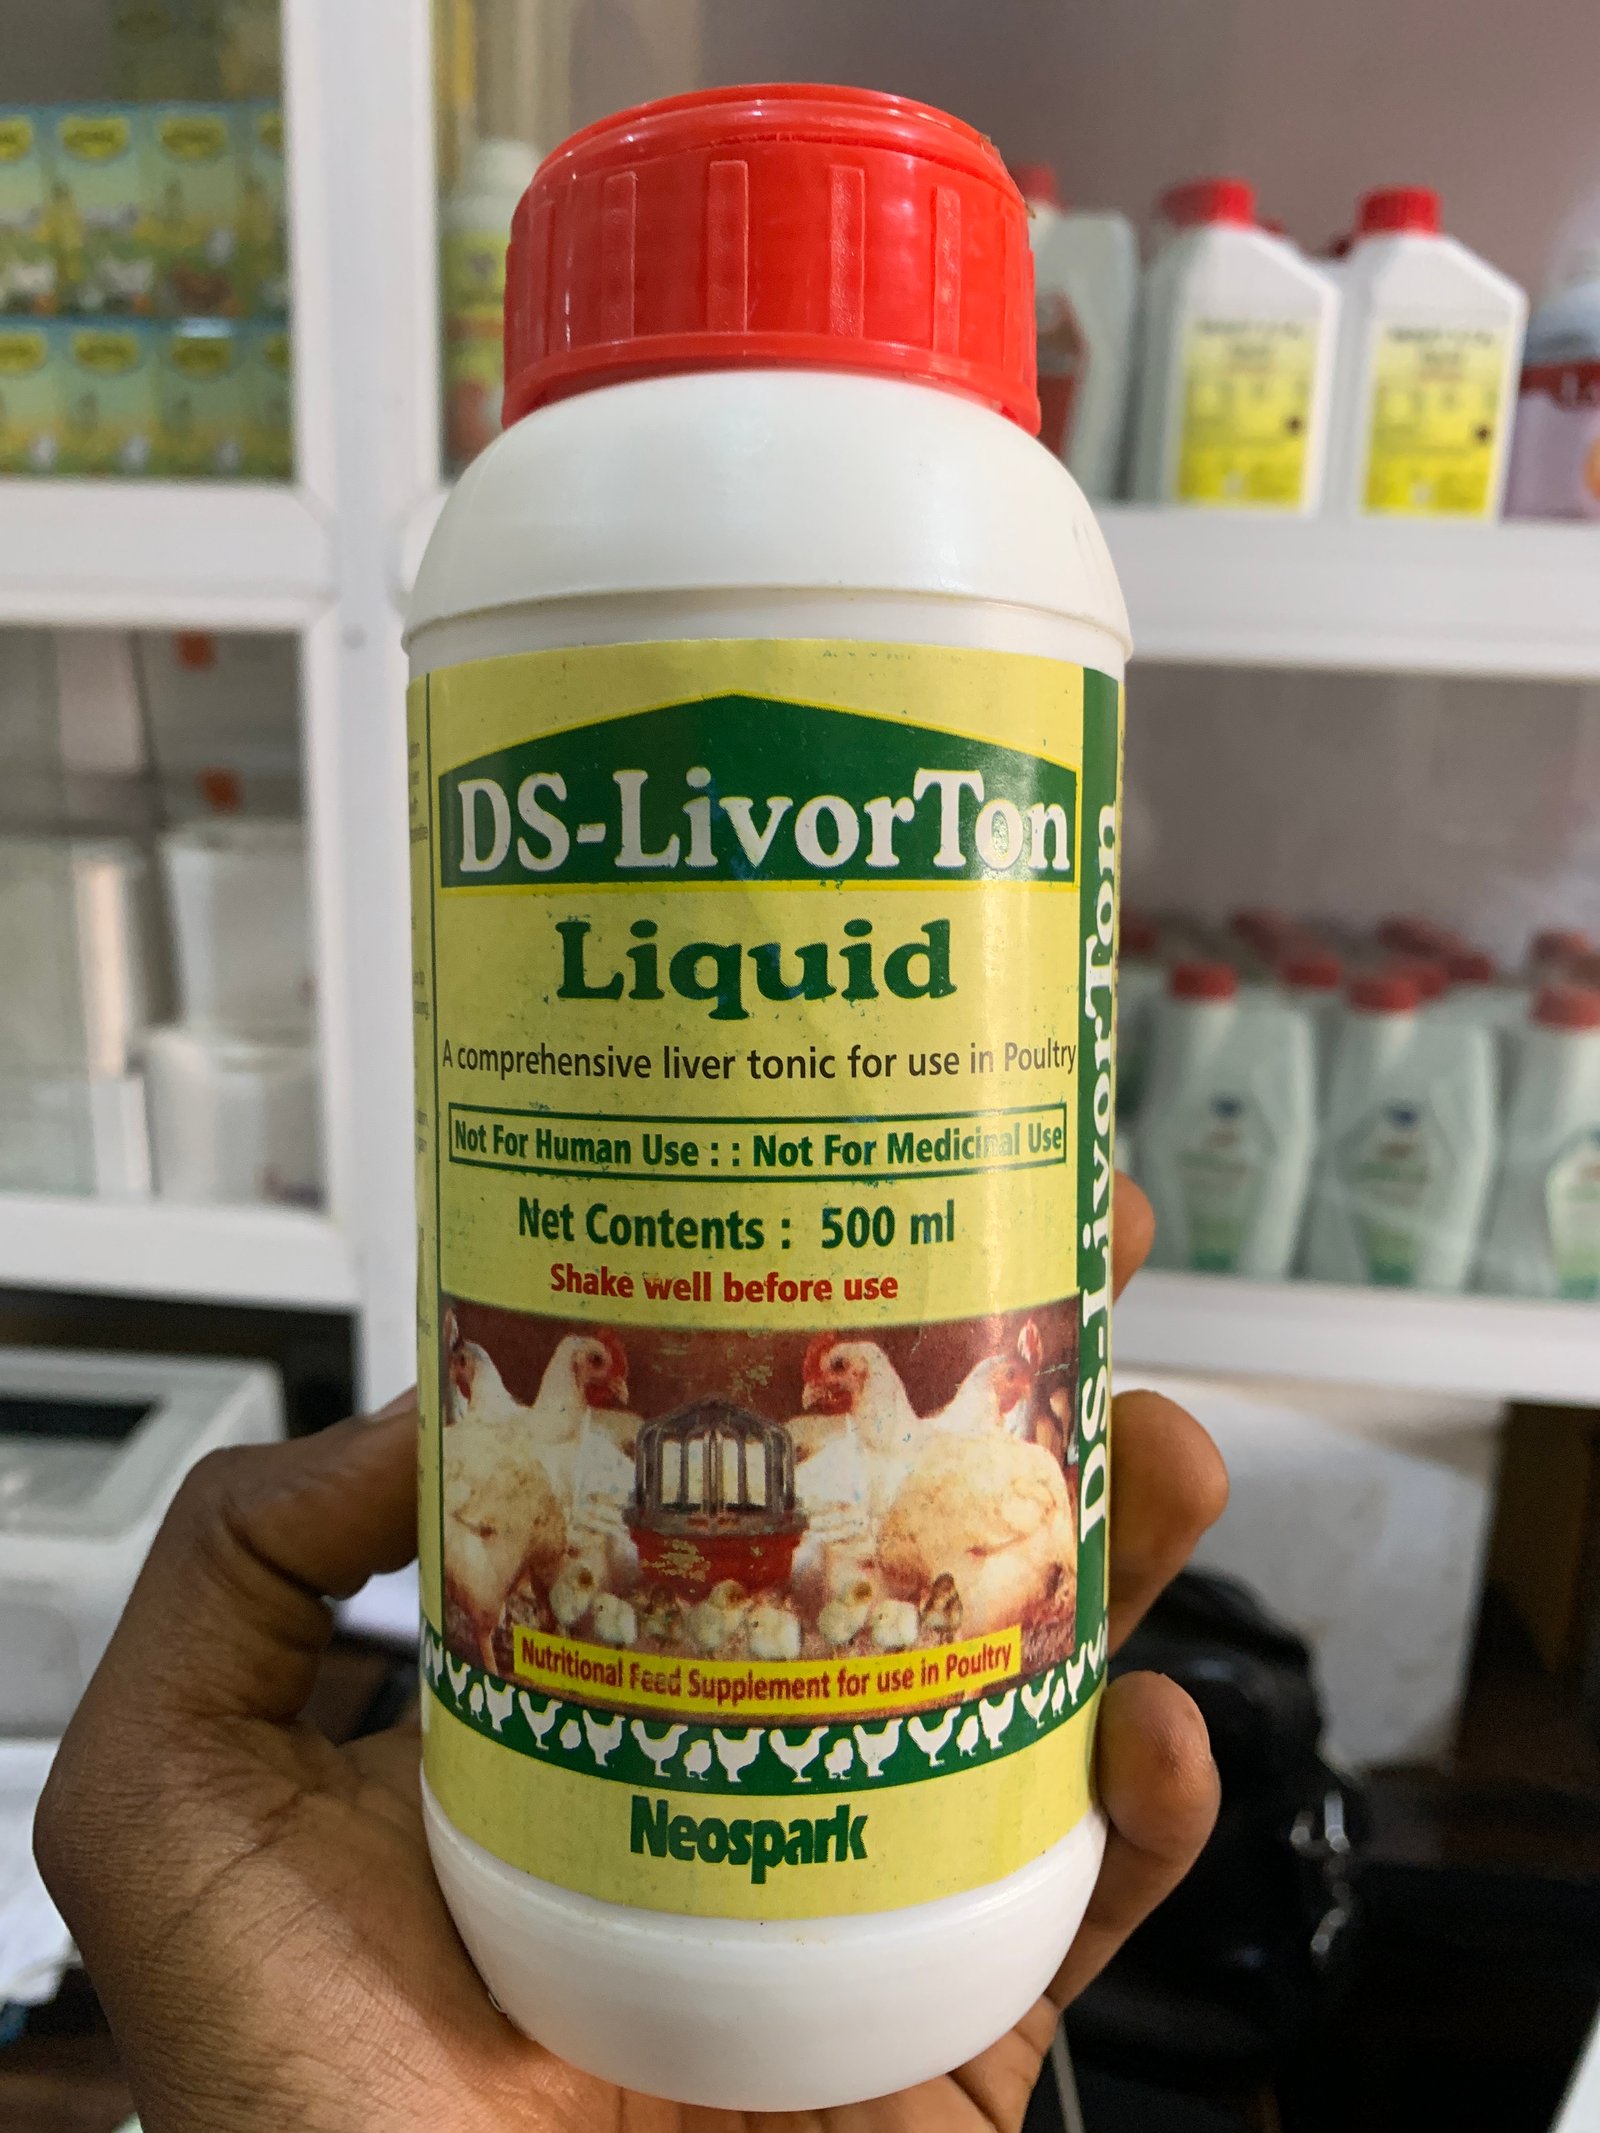 DS-LivorTon
Liquid
A comprehensive liver tonic for use in Poultry
Not For Human Use : : Not For Medicinal Use
Net Contents : 500 ml
Shake well before use
Nutritional Feed Supplement for use in Poultry
Neospark
DS-LivorTon